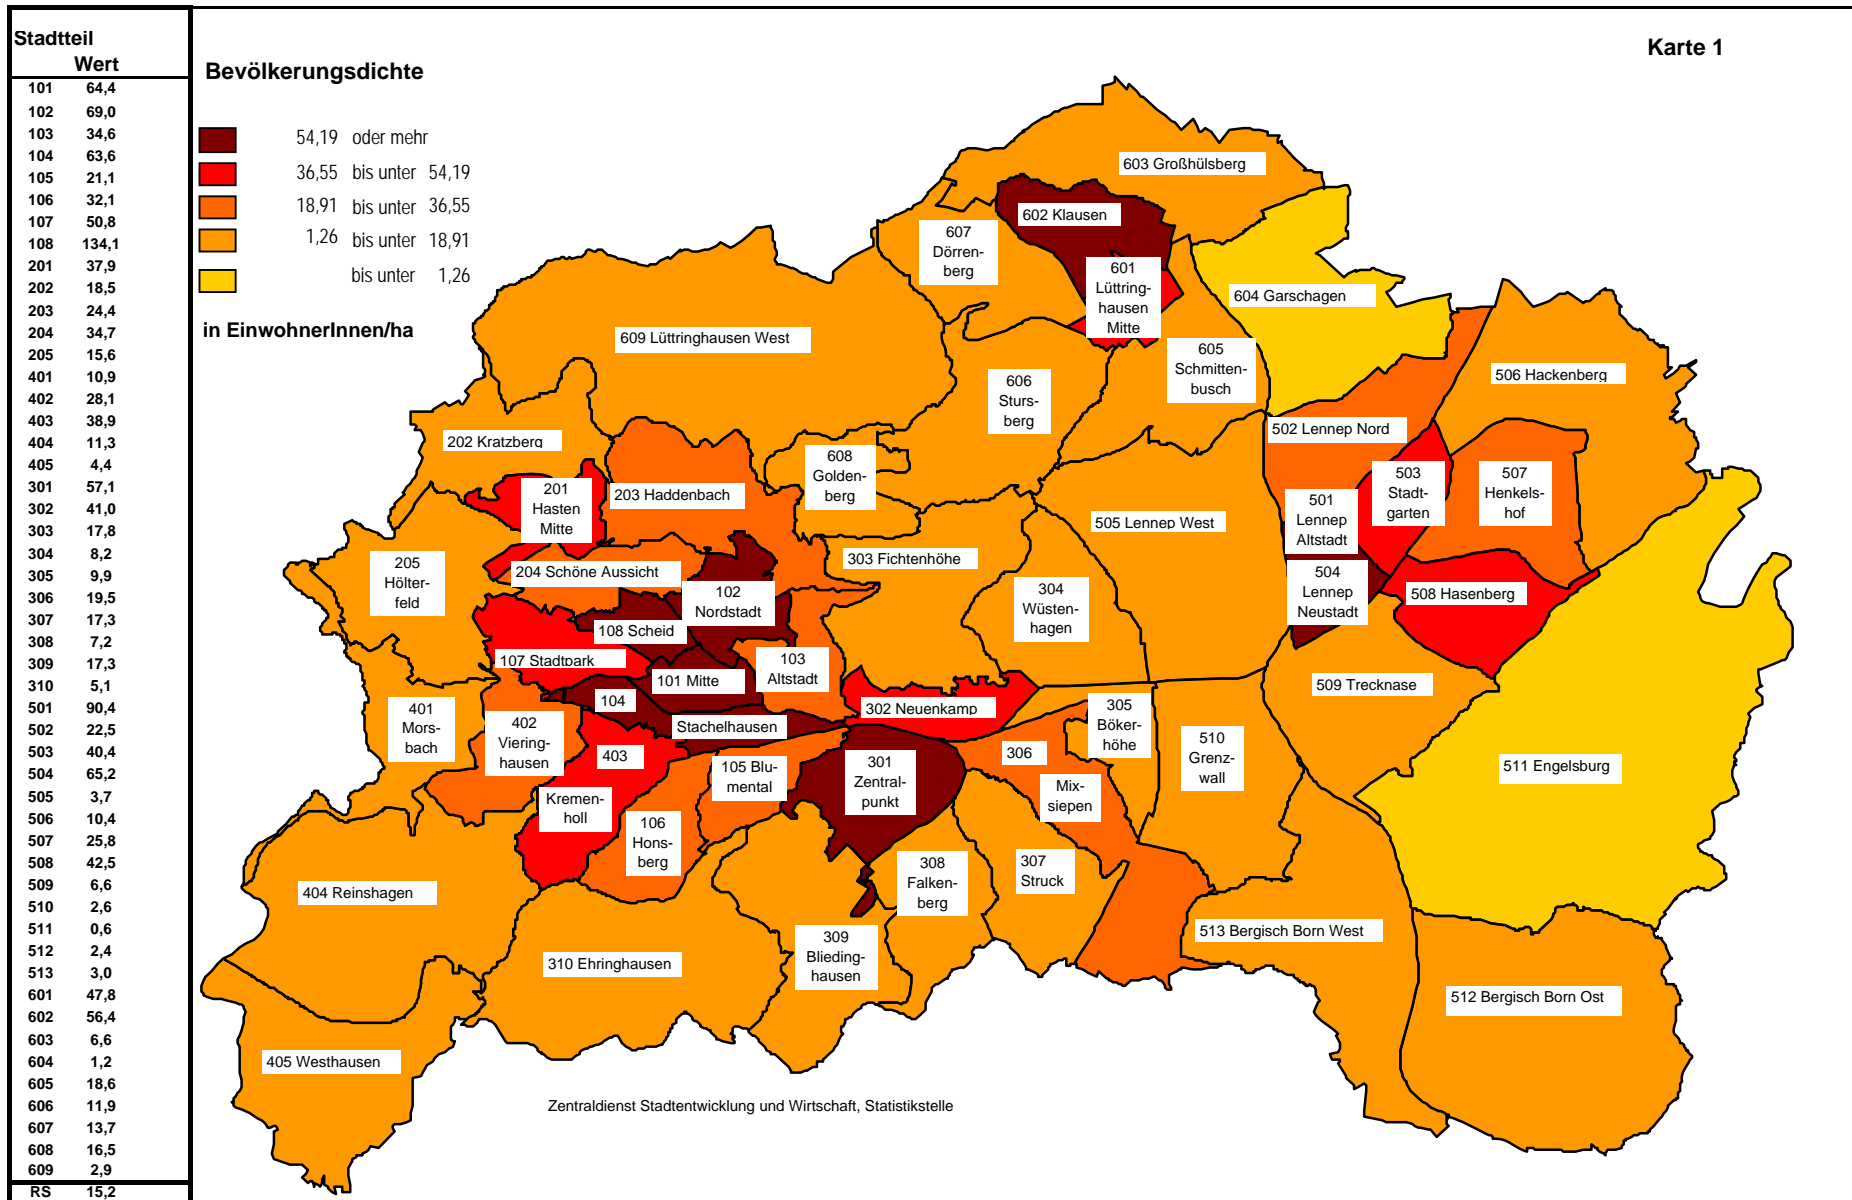 Stadtteil
Wert
101 64,4
102 69,0
103 34,6
104 63,6
105 21,1
106 32,1
107 50,8
108 134,1
201 37,9
202 18,5
203 24,4
204 34,7
205 15,6
401 10,9
402 28,1
403 38,9
404 11,3
405 4,4
301 57,1
302 41,0
303 17,8
304 8,2
305 9,9
306 19,5
307 17,3
308 7,2
309 17,3
310 5,1
501 90,4
502 22,5
503 40,4
504 65,2
505 3,7
506 10,4
507 25,8
508 42,5
509 6,6
510 2,6
511 0,6
512 2,4
513 3,0
601 47,8
602 56,4
603 6,6
604 1,2
605 18,6
606 11,9
607 13,7
608 16,5
609 2,9
RS 15,2
Karte 1
Bevölkerungsdichte
54,19 oder mehr
36,55 bis unter 54,19
18,91 bis unter 36,55
1,26 bis unter 18,91
bis unter 1,26
in EinwohnerInnen/ha
603 Großhülsberg
602 Klausen
607
Dörren-
berg
601
Lüttring-
hausen
Mitte
604 Garschagen
609 Lüttringhausen West
605
Schmitten-
busch
606
Sturs-
berg
506 Hackenberg
502 Lennep Nord
202 Kratzberg
608
Golden-
berg
503
Stadt-
garten
507
Henkels-
hof
201
Hasten
Mitte
203 Haddenbach
501
Lennep
Altstadt
505 Lennep West
303 Fichtenhöhe
205
Hölter-
feld
204 Schöne Aussicht
102
Nordstadt
304
Wüsten-
hagen
504
Lennep
Neustadt
508 Hasenberg
108 Scheid
107 Stadtpark
103
Altstadt
101 Mitte
104
Stachelhausen
509 Trecknase
302 Neuenkamp
305
Böker-
höhe
401
Mors-
bach
402
Viering-
hausen
403
Kremen-
holl
105 Blu-
mental
301
Zentral-
punkt
306
Mix-
siepen
510
Grenz-
wall
511 Engelsburg
106
Hons-
berg
308
Falken-
berg
307
Struck
404 Reinshagen
513 Bergisch Born West
309
Blieding-
hausen
310 Ehringhausen
512 Bergisch Born Ost
405 Westhausen
Zentraldienst Stadtentwicklung und Wirtschaft, Statistikstelle